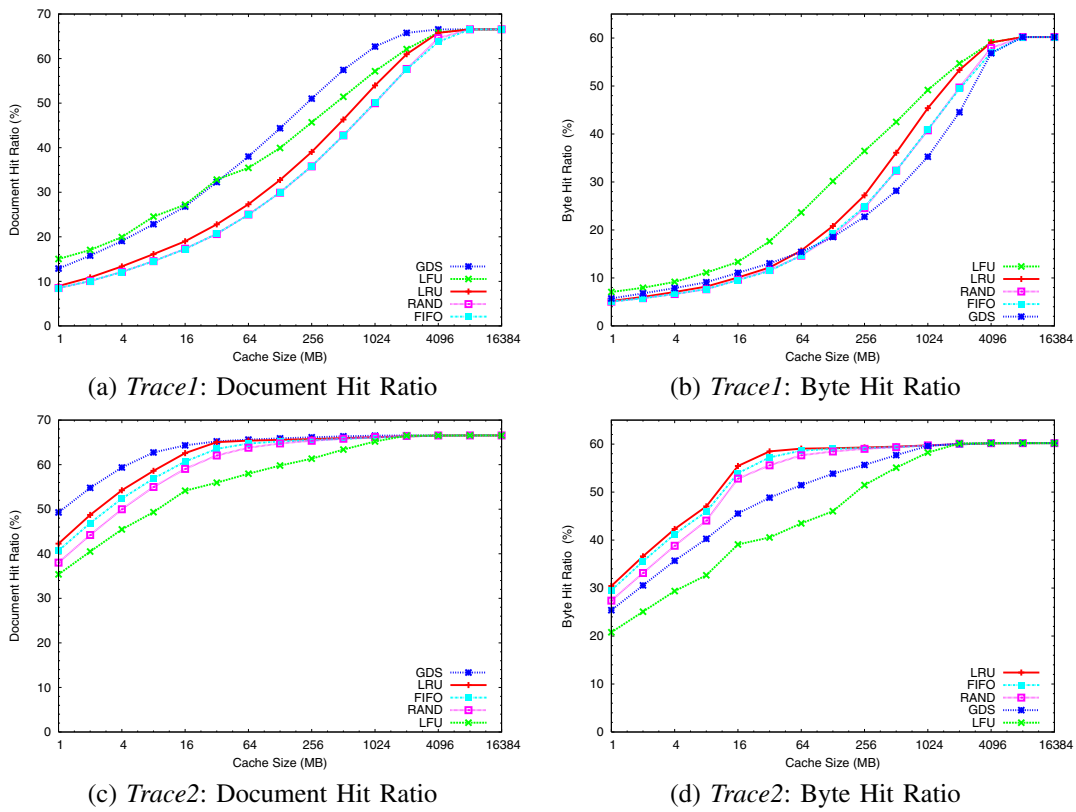 70
60
50
40
30
20
10
0
Document Hit Ratio (%)
GDS
LFU
LRU
RAND
FIFO
1 4 16 64 256 1024 4096 16384
Cache Size (MB)
(a) Trace1: Document Hit Ratio
60
50
40
30
20
10
0
Byte Hit Ratio (%)
LFU
LRU
RAND
FIFO
GDS
1 4 16 64 256 1024 4096 16384
Cache Size (MB)
(b) Trace1: Byte Hit Ratio
70
60
50
40
30
20
10
0
Document Hit Ratio (%)
GDS
LRU
FIFO
RAND
LFU
1 4 16 64 256 1024 4096 16384
Cache Size (MB)
(c) Trace2: Document Hit Ratio
60
50
40
30
20
10
0
Byte Hit Ratio (%)
LRU
FIFO
RAND
GDS
LFU
1 4 16 64 256 1024 4096 16384
Cache Size (MB)
(d) Trace2: Byte Hit Ratio